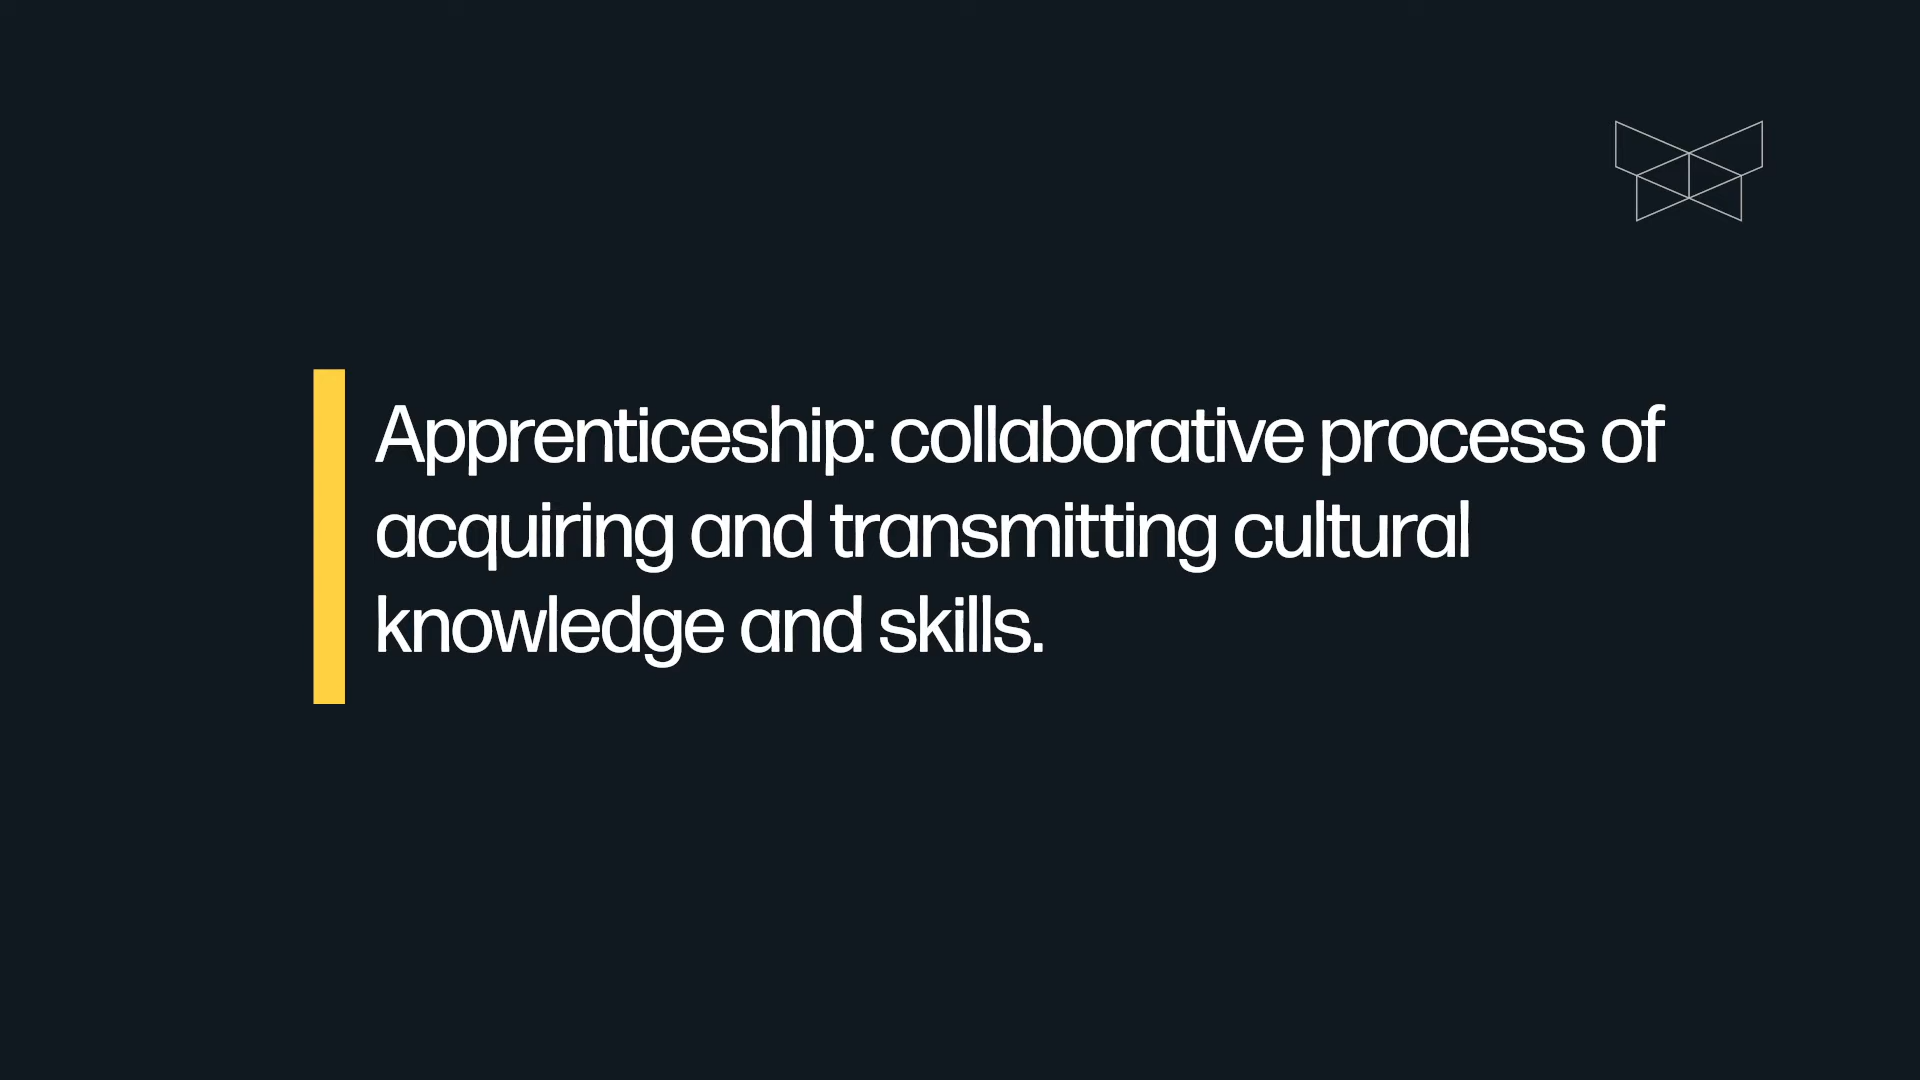 Apprenticeship: collaborative process of
acquiring and transmitting cultural
knowledge and skills.